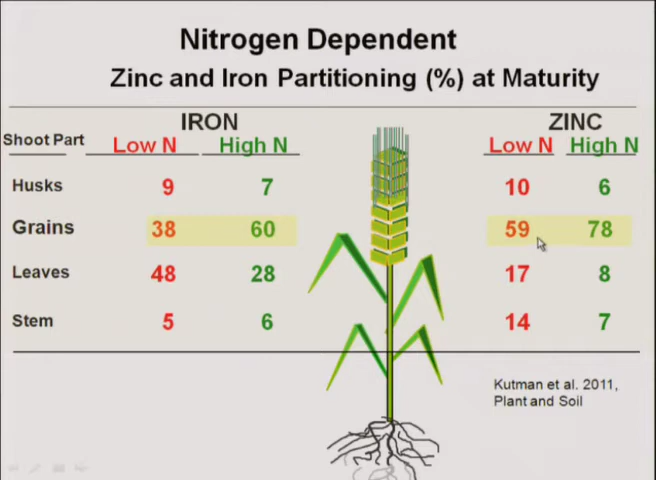 Nitrogen Dependent
Zinc and Iron Partitioning (%) at Maturity
IRON ZINC
Shoot Part Low N High N Low N High N
Husks 9 7 10 6
Grains 38 60 59 78
Leaves 48 28 17 8
Stem 5 6 14 7
Kutman et al. 2011,
Plant and Soil